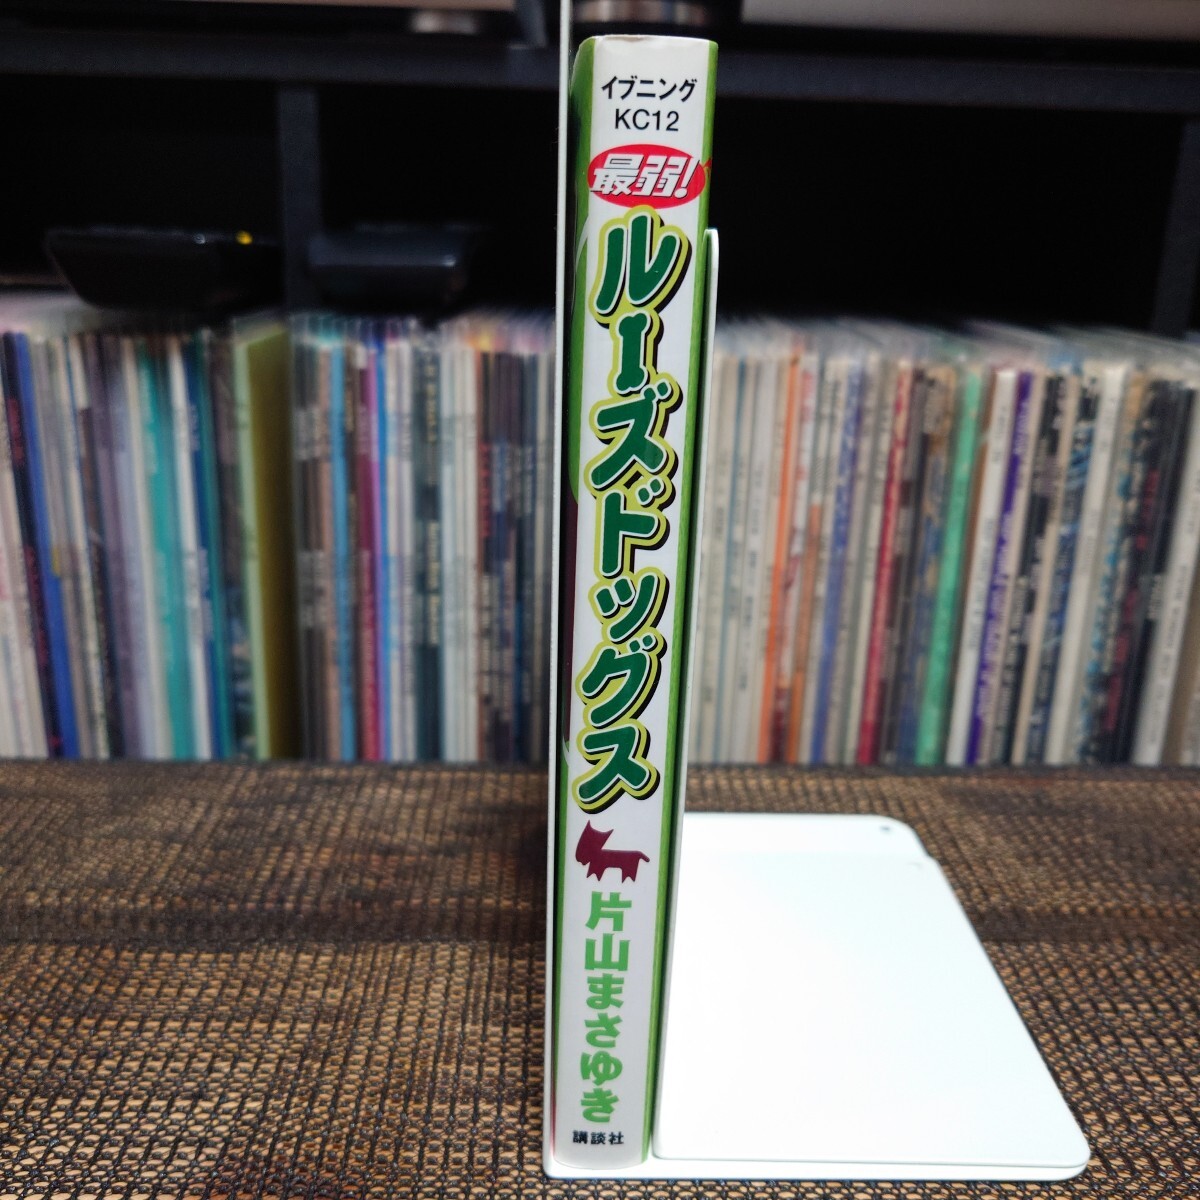 イブニング
KC12
最弱!
ルーズドッグス
片山まさゆき
講談社